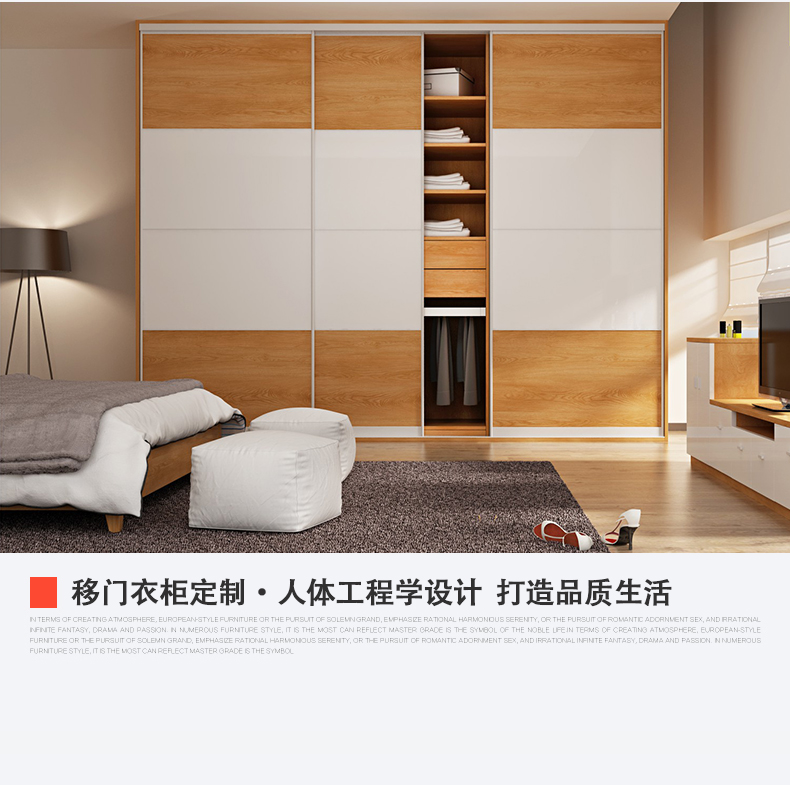 移门衣柜定制·人体工程学设计 打造品质生活
IN TERMS OF CREATING ATMOSPHERE, EUROPEAN-STYLE FURNITURE OR THE PURSUIT OF SOLEMN GRAND, EMPHASIZE RATIONAL HARMONIOUS SERENITY, OR THE PURSUIT OF ROMANTIC ADORNMENT SEX, AND IRRATIONAL
INFINITE FANTASY, DRAMA AND PASSION. IN NUMEROUS FURNITURE STYLE, IT IS THE MOST CAN REFLECT MASTER GRADE IS THE SYMBOL OF THE NOBLE LIFE.IN TERMS OF CREATING ATMOSPHERE, EUROPEAN-STYLE
FURNITURE OR THE PURSUIT OF SOLEMN GRAND, EMPHASIZE RATIONAL HARMONIOUS SERENITY, OR THE PURSUIT OF ROMANTIC ADORNMENT SEX, AND IRRATIONAL INFINITE FANTASY, DRAMA AND PASSION. IN NUMEROUS
FURNITURE STYLE, IT IS THE MOST CAN REFLECT MASTER GRADE IS THE SYMBOL